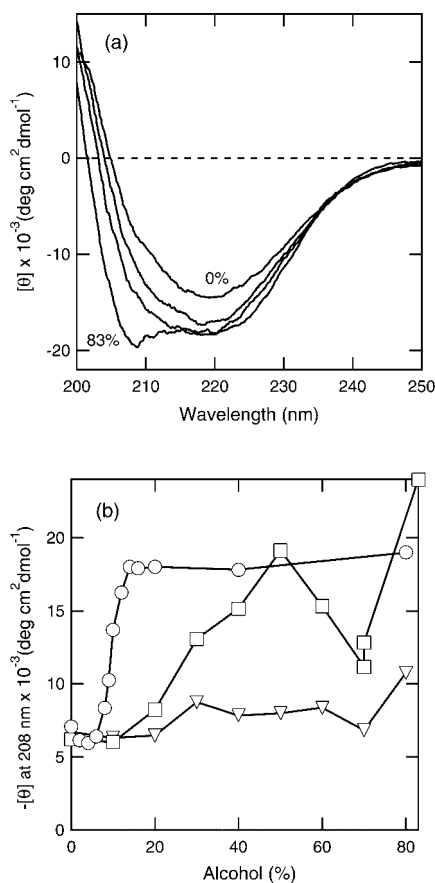 (a)
10
0
-10
-20
[θ] x 10⁻³(deg cm²dmol⁻¹)
0%
83%
200 210 220 230 240 250
Wavelength (nm)
(b)
20
15
10
5
0
-[θ] at 208 nm x 10⁻³(deg cm²dmol⁻¹)
0 20 40 60 80
Alcohol (%)